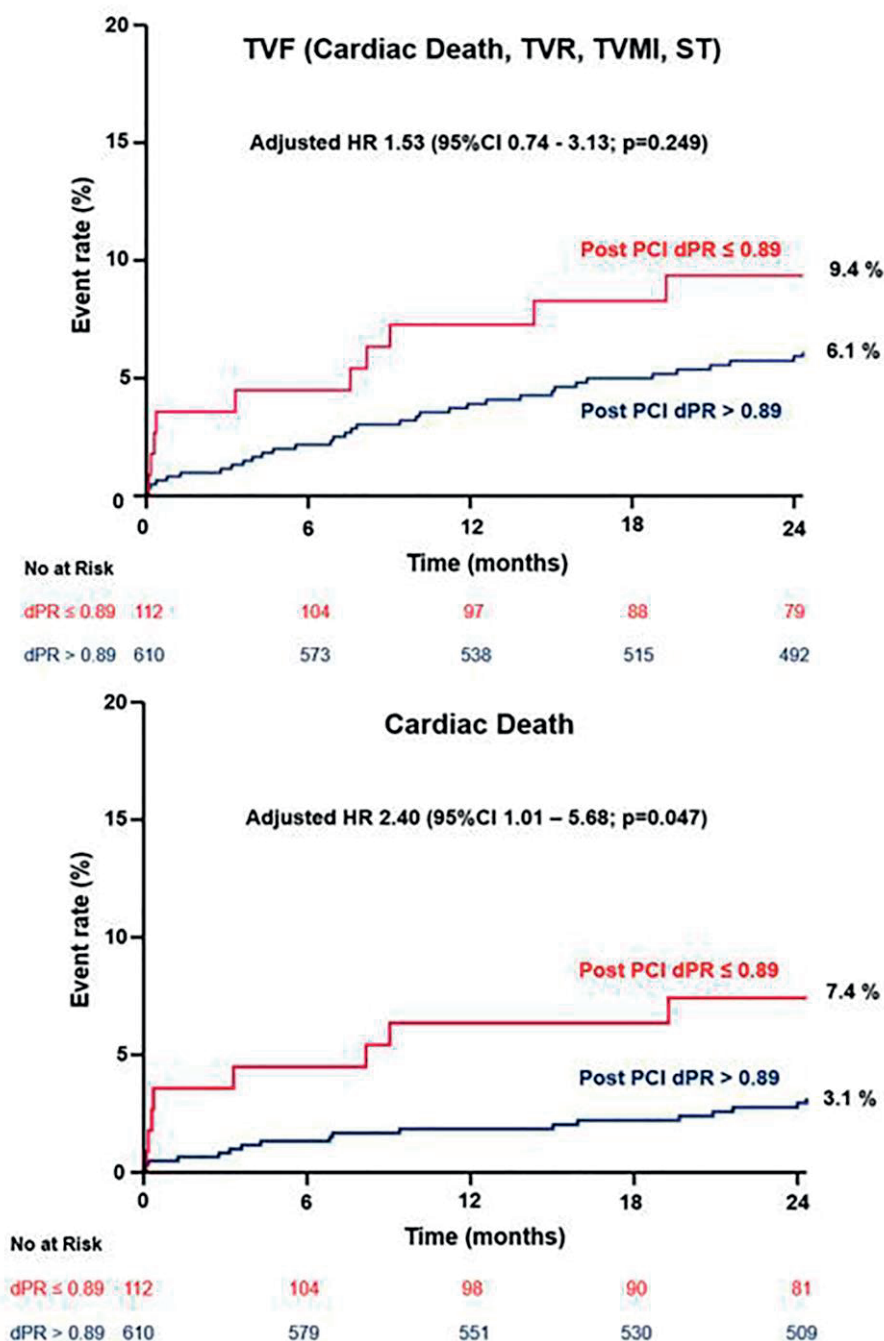 TVF (Cardiac Death, TVR, TVMI, ST)
Adjusted HR 1.53 (95%CI 0.74 - 3.13; p=0.249)
Event rate (%)
20
15
10
5
0
Post PCI dPR ≤ 0.89
9.4 %
6.1 %
Post PCI dPR > 0.89
0 6 12 18 24
Time (months)
No at Risk
dPR ≤ 0.89 112 104 97 88 79
dPR > 0.89 610 573 538 515 492
Cardiac Death
Adjusted HR 2.40 (95%CI 1.01 – 5.68; p=0.047)
Event rate (%)
20
15
10
5
0
Post PCI dPR ≤ 0.89
7.4 %
Post PCI dPR > 0.89
3.1 %
0 6 12 18 24
Time (months)
No at Risk
dPR ≤ 0.89 112 104 98 90 81
dPR > 0.89 610 579 551 530 509